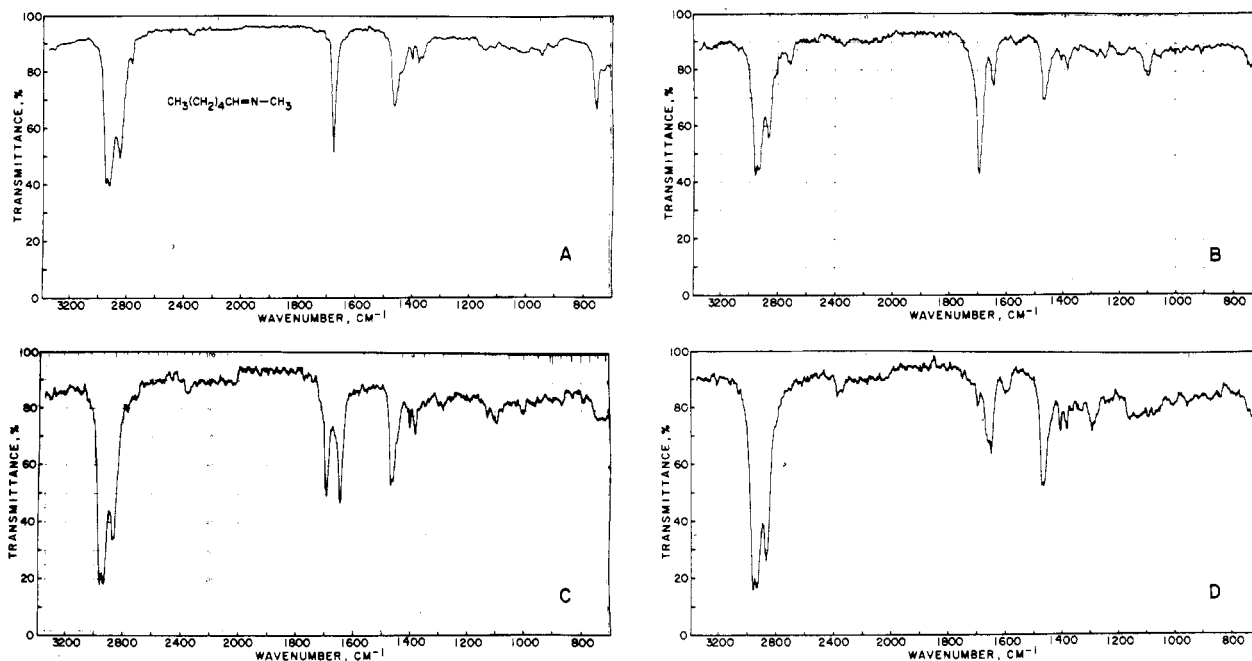 100
80
60
40
20
0
TRANSMITTANCE, %
CH₃(CH₂)₄CH=N—CH₃
A
3200 2800 2400 2000 1600 1400 1200 1000 800
WAVENUMBER, CM⁻¹
100
80
60
40
20
0
TRANSMITTANCE, %
B
3200 2800 2400 2000 1800 1600 1400 1200 1000 800
WAVENUMBER, CM⁻¹
100
80
60
40
20
0
TRANSMITTANCE, %
C
3200 2800 2400 2000 1800 1600 1400 1200 1000 800
WAVENUMBER, CM⁻¹
100
80
60
40
20
0
TRANSMITTANCE, %
D
3200 2800 2400 2000 1800 1600 1400 1200 1000 800
WAVENUMBER, CM⁻¹